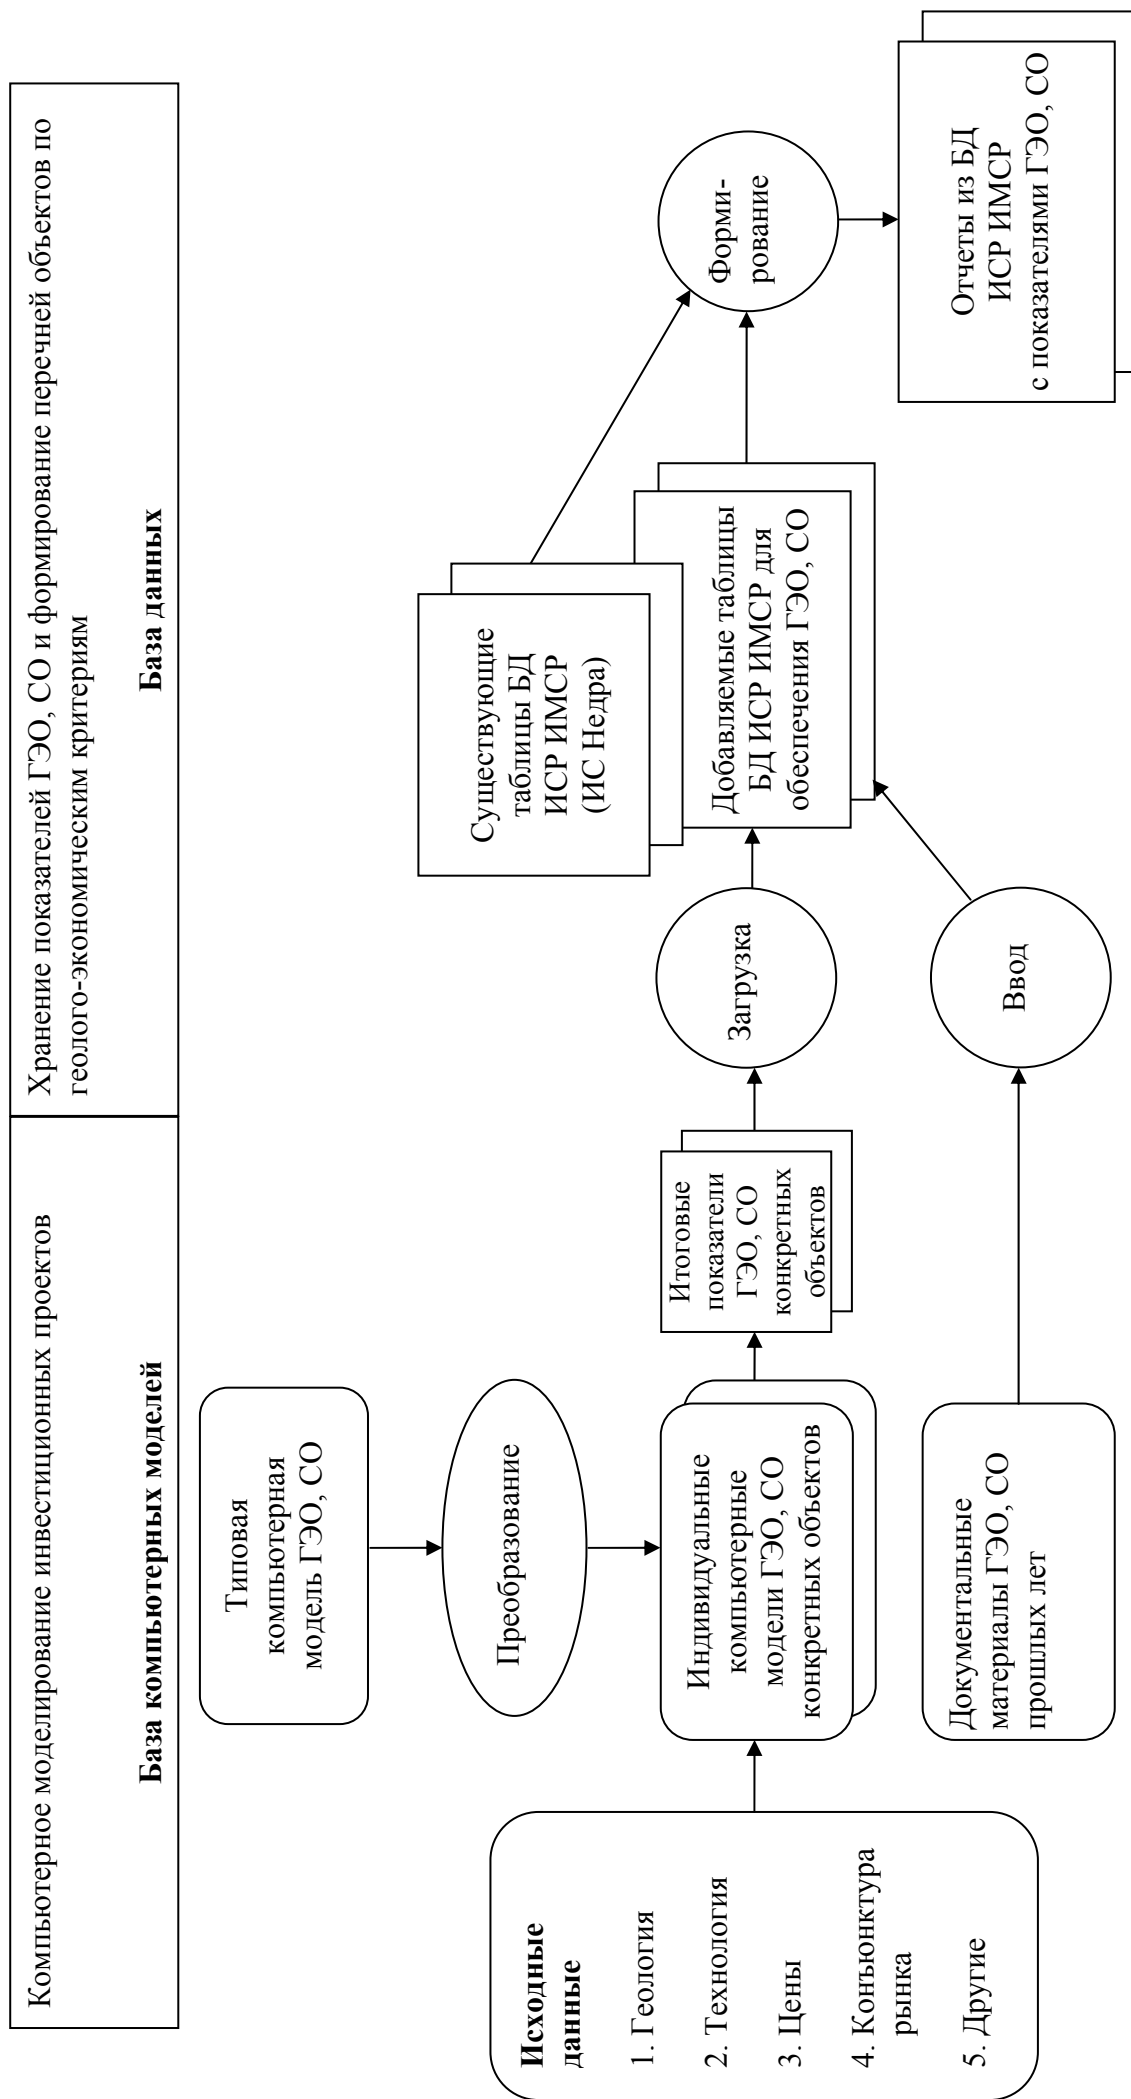 Компьютерное моделирование инвестиционных проектов
База компьютерных моделей
Хранение показателей ГЭО, СО и формирование перечней объектов по
геолого-экономическим критериям
База данных
Типовая
компьютерная
модель ГЭО, СО
Преобразование
Исходные
данные
1. Геология
2. Технология
3. Цены
4. Конъюнктура
рынка
5. Другие
Индивидуальные
компьютерные
модели ГЭО, СО
конкретных объектов
Итоговые
показатели
ГЭО, СО
конкретных
объектов
Загрузка
Существующие
таблицы БД
ИСР ИМСР
(ИС Недра)
Добавляемые таблицы
БД ИСР ИМСР для
обеспечения ГЭО, СО
Форми-
рование
Документальные
материалы ГЭО, СО
прошлых лет
Ввод
Отчеты из БД
ИСР ИМСР
с показателями ГЭО, СО